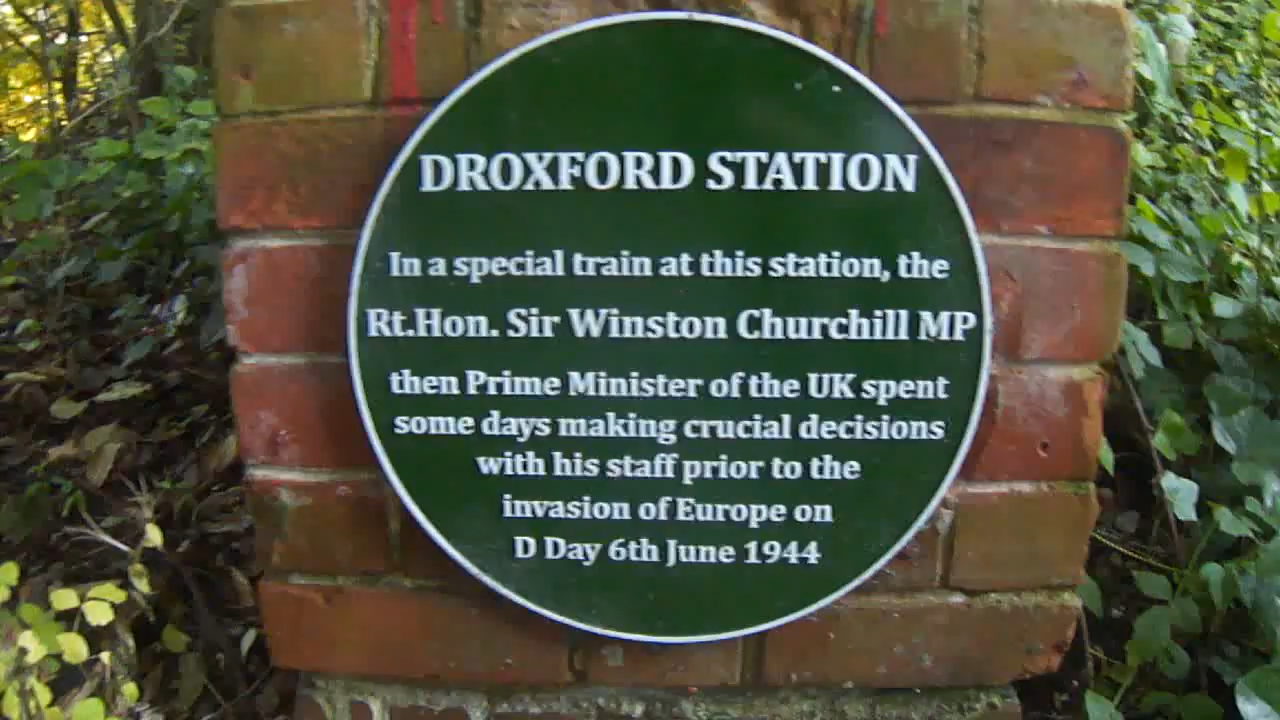 DROXFORD STATION
In a special train at this station, the
Rt.Hon. Sir Winston Churchill MP
then Prime Minister of the UK spent
some days making crucial decisions
with his staff prior to the
invasion of Europe on
D Day 6th June 1944